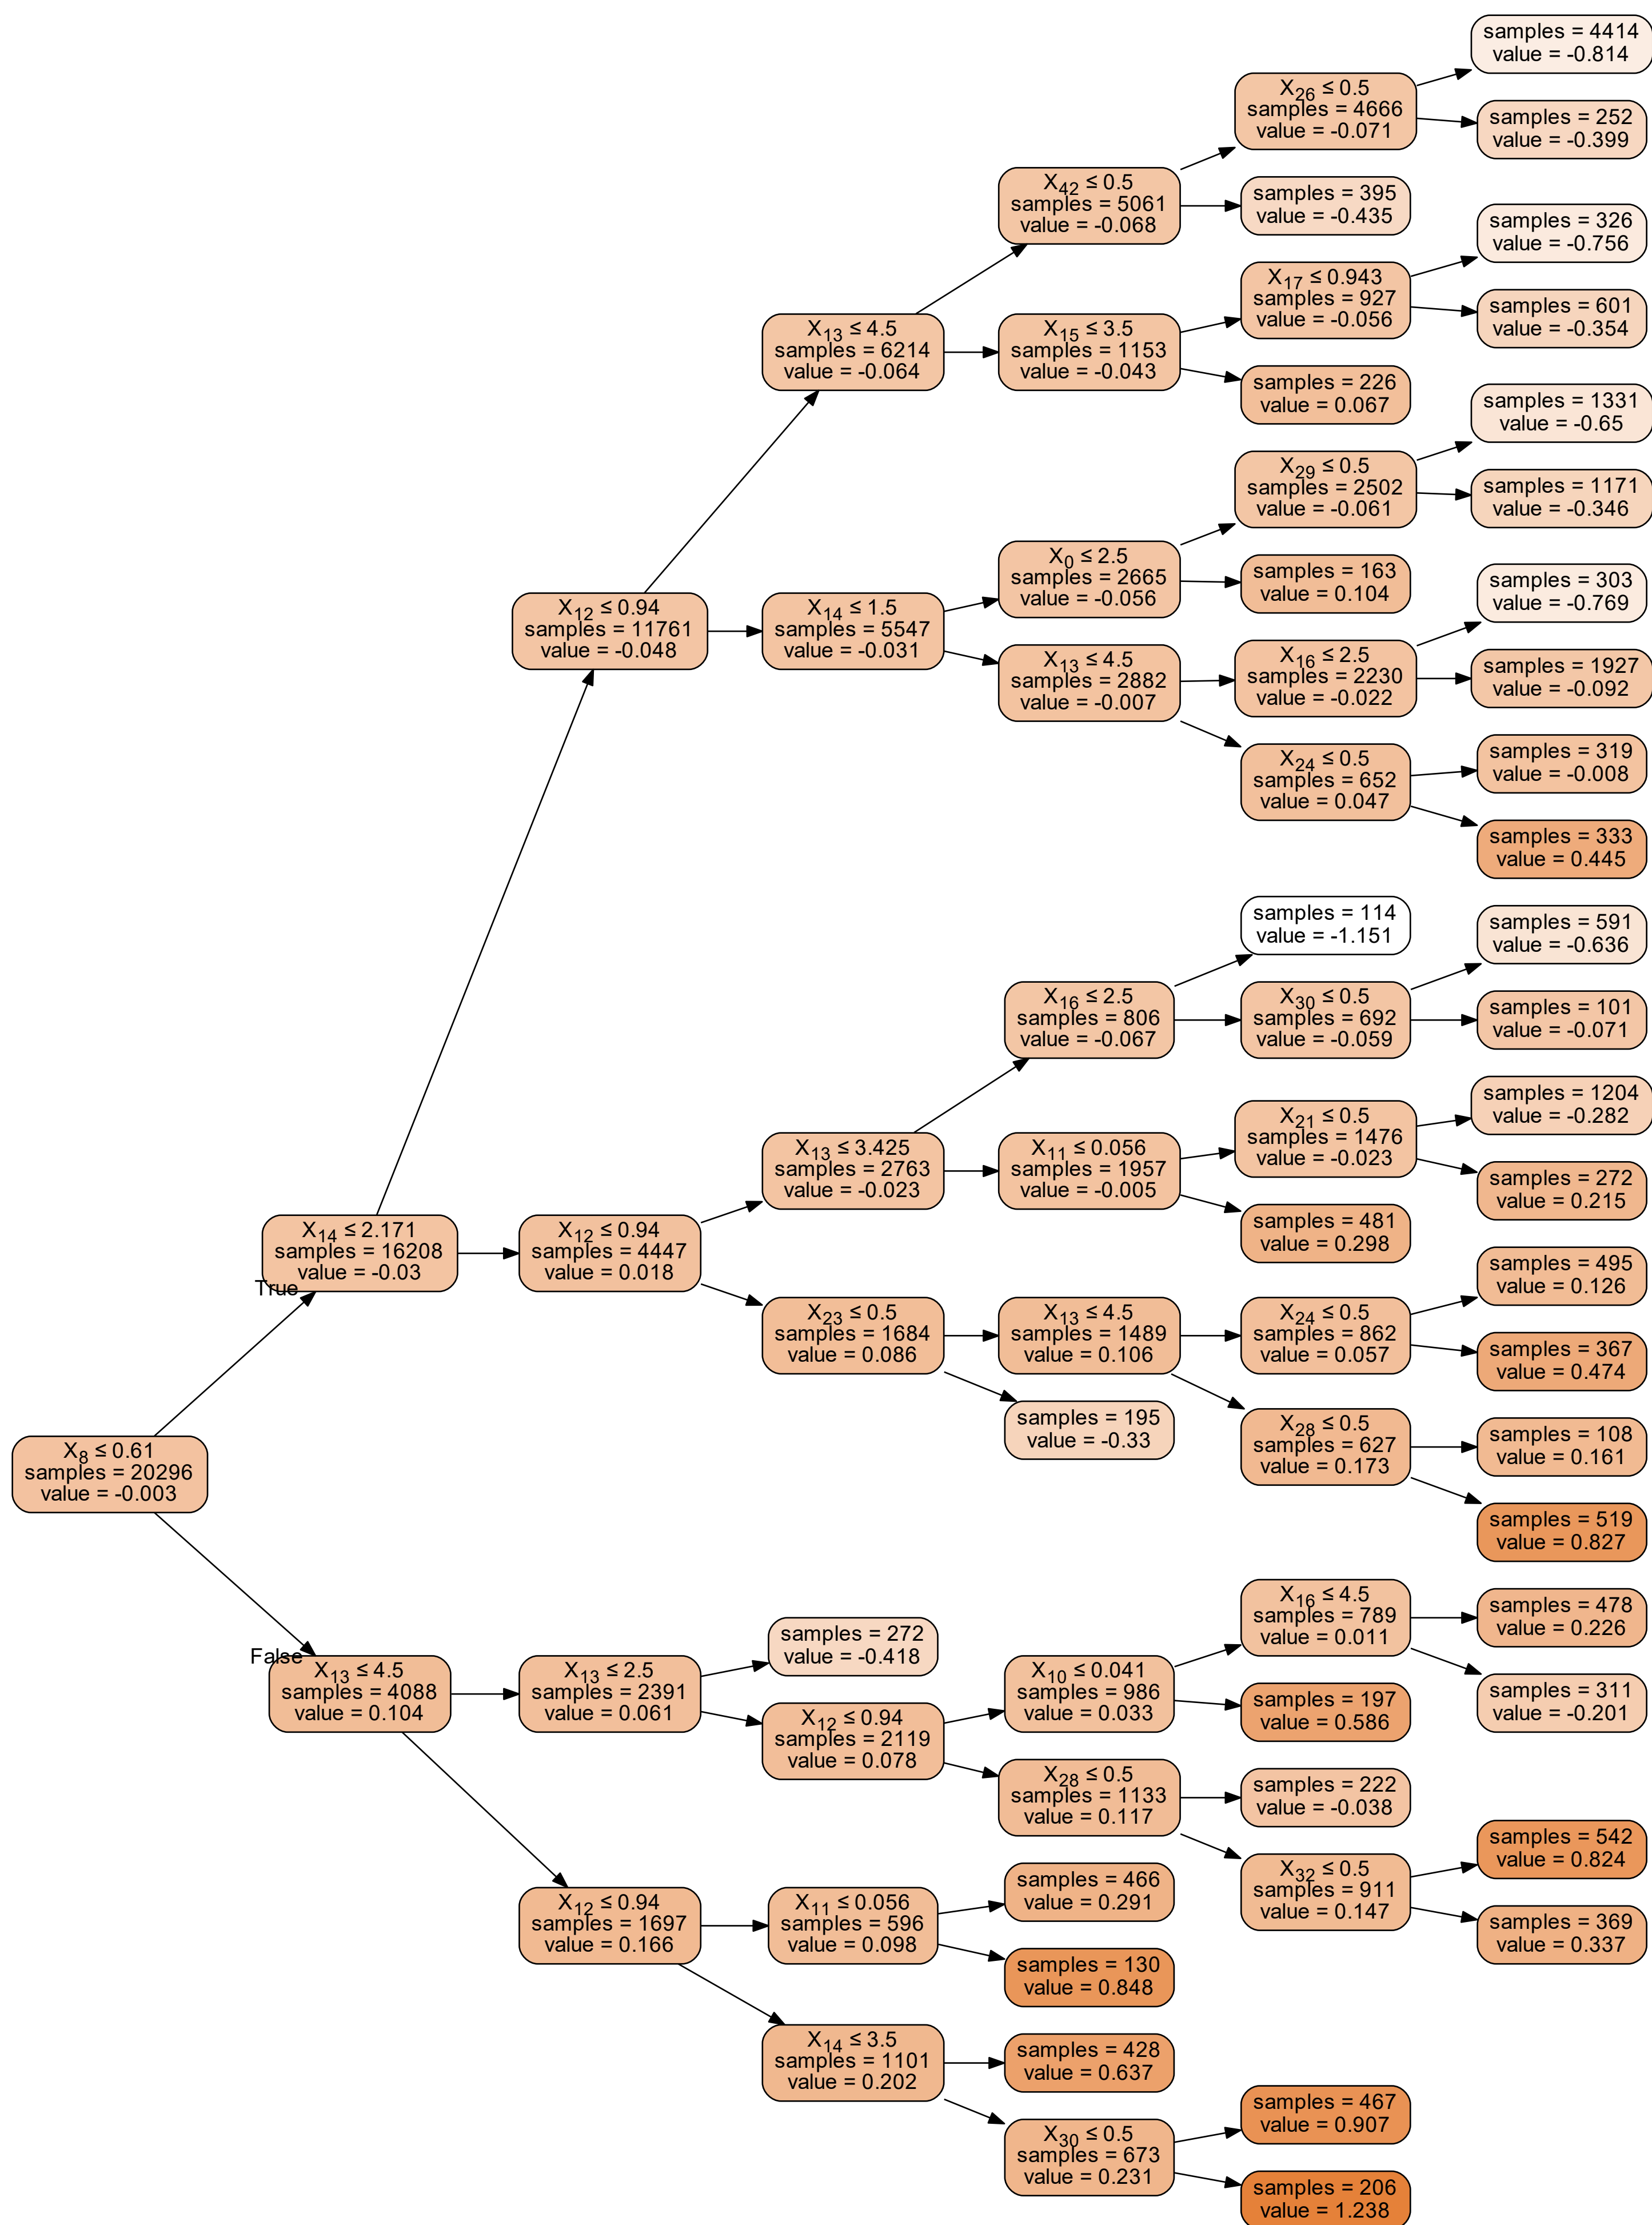 samples = 4414
value = -0.814
X26 ≤ 0.5
samples = 4666
value = -0.071
samples = 252
value = -0.399
X42 ≤ 0.5
samples = 5061
value = -0.068
samples = 395
value = -0.435
samples = 326
value = -0.756
X17 ≤ 0.943
samples = 927
value = -0.056
samples = 601
value = -0.354
X13 ≤ 4.5
samples = 6214
value = -0.064
X15 ≤ 3.5
samples = 1153
value = -0.043
samples = 226
value = 0.067
samples = 1331
value = -0.65
X29 ≤ 0.5
samples = 2502
value = -0.061
samples = 1171
value = -0.346
X0 ≤ 2.5
samples = 2665
value = -0.056
samples = 163
value = 0.104
samples = 303
value = -0.769
X12 ≤ 0.94
samples = 11761
value = -0.048
X14 ≤ 1.5
samples = 5547
value = -0.031
X13 ≤ 4.5
samples = 2882
value = -0.007
X16 ≤ 2.5
samples = 2230
value = -0.022
samples = 1927
value = -0.092
X24 ≤ 0.5
samples = 652
value = 0.047
samples = 319
value = -0.008
samples = 333
value = 0.445
samples = 114
value = -1.151
samples = 591
value = -0.636
X16 ≤ 2.5
samples = 806
value = -0.067
X30 ≤ 0.5
samples = 692
value = -0.059
samples = 101
value = -0.071
samples = 1204
value = -0.282
X13 ≤ 3.425
samples = 2763
value = -0.023
X11 ≤ 0.056
samples = 1957
value = -0.005
X21 ≤ 0.5
samples = 1476
value = -0.023
samples = 272
value = 0.215
samples = 481
value = 0.298
X14 ≤ 2.171
samples = 16208
value = -0.03
True
X12 ≤ 0.94
samples = 4447
value = 0.018
samples = 495
value = 0.126
X23 ≤ 0.5
samples = 1684
value = 0.086
X13 ≤ 4.5
samples = 1489
value = 0.106
X24 ≤ 0.5
samples = 862
value = 0.057
samples = 367
value = 0.474
samples = 195
value = -0.33
X28 ≤ 0.5
samples = 627
value = 0.173
samples = 108
value = 0.161
samples = 519
value = 0.827
X8 ≤ 0.61
samples = 20296
value = -0.003
False
X13 ≤ 4.5
samples = 4088
value = 0.104
X13 ≤ 2.5
samples = 2391
value = 0.061
samples = 272
value = -0.418
X16 ≤ 4.5
samples = 789
value = 0.011
samples = 478
value = 0.226
X12 ≤ 0.94
samples = 2119
value = 0.078
X10 ≤ 0.041
samples = 986
value = 0.033
samples = 197
value = 0.586
samples = 311
value = -0.201
X28 ≤ 0.5
samples = 1133
value = 0.117
samples = 222
value = -0.038
samples = 542
value = 0.824
X32 ≤ 0.5
samples = 911
value = 0.147
samples = 369
value = 0.337
X12 ≤ 0.94
samples = 1697
value = 0.166
X11 ≤ 0.056
samples = 596
value = 0.098
samples = 466
value = 0.291
samples = 130
value = 0.848
X14 ≤ 3.5
samples = 1101
value = 0.202
samples = 428
value = 0.637
X30 ≤ 0.5
samples = 673
value = 0.231
samples = 467
value = 0.907
samples = 206
value = 1.238